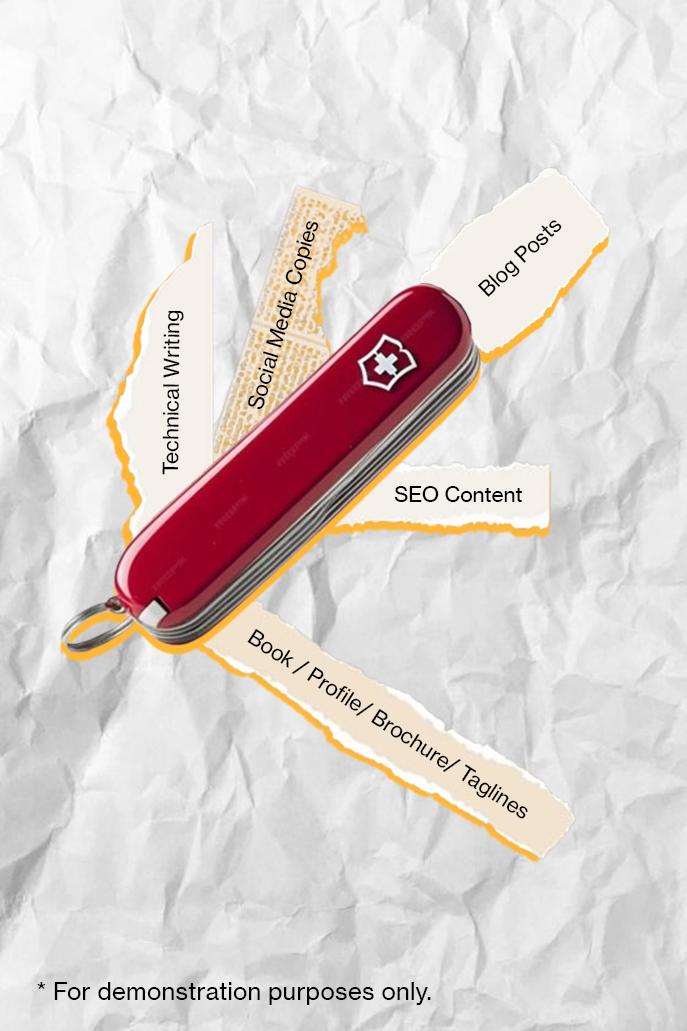 Blog Posts
Social Media Copies
Technical Writing
SEO Content
Book / Profile/ Brochure/ Taglines
* For demonstration purposes only.